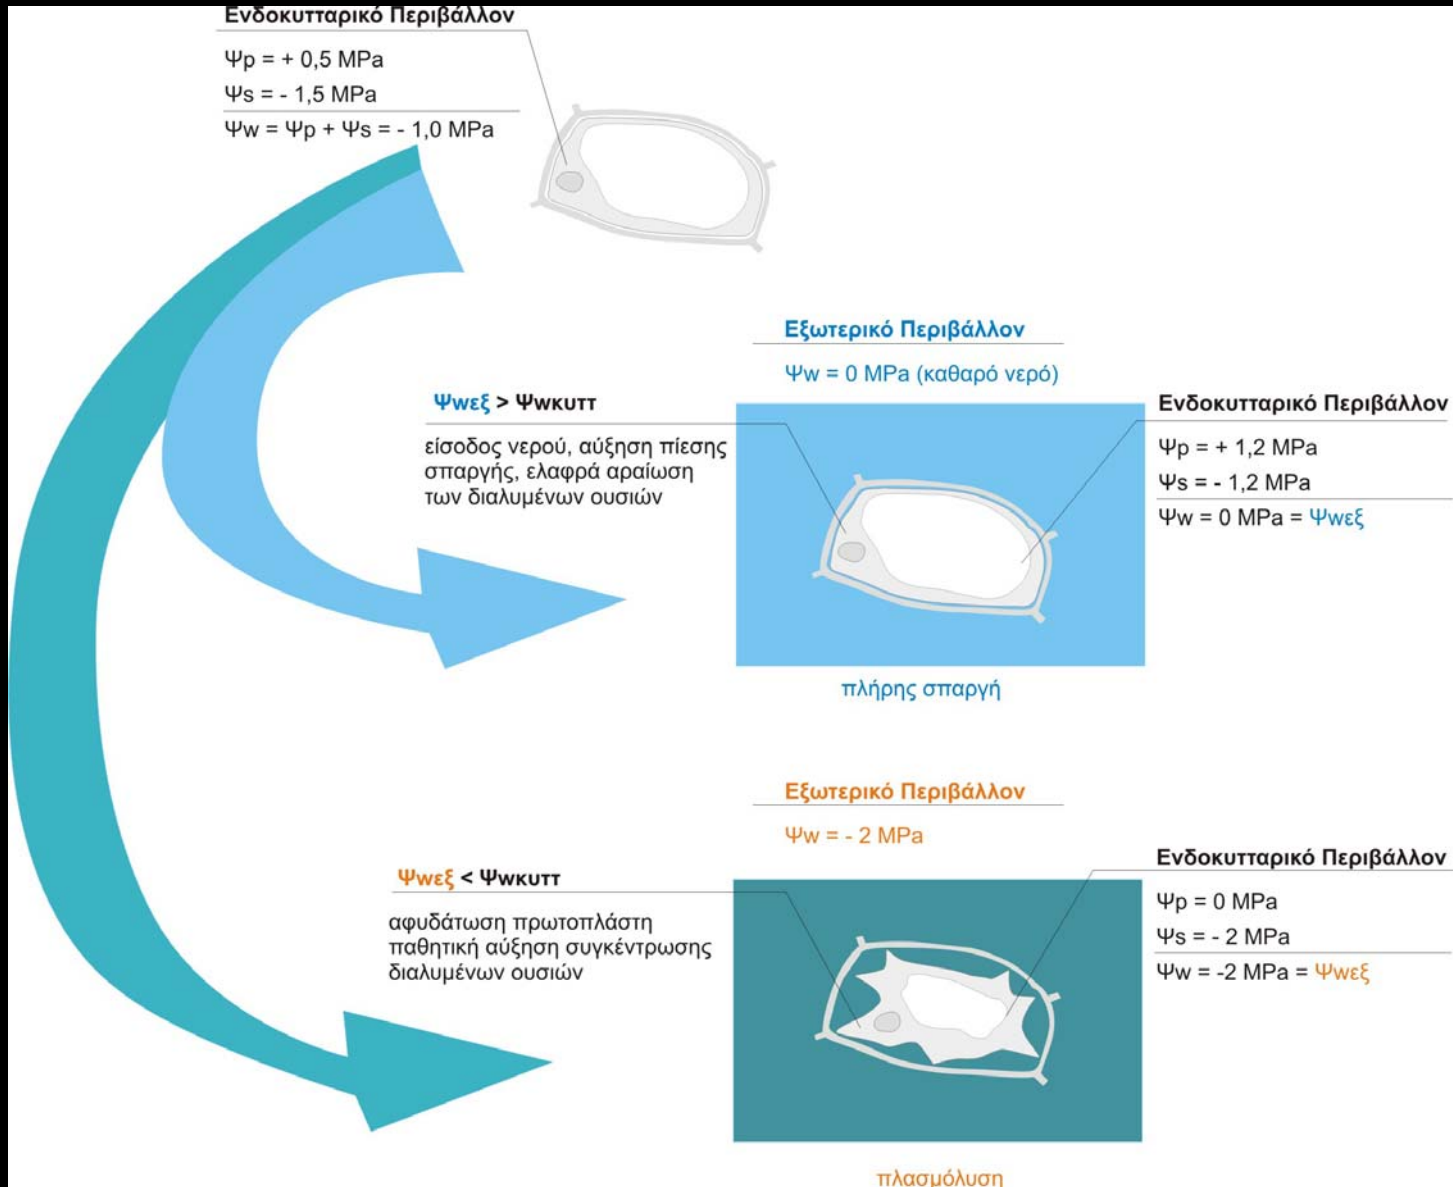 Ενδοκυτταρικό Περιβάλλον
Ψp = + 0,5 MPa
Ψs = - 1,5 MPa
Ψw = Ψp + Ψs = - 1,0 MPa
Εξωτερικό Περιβάλλον
Ψw = 0 MPa (καθαρό νερό)
Ψwεξ > Ψwκυττ
είσοδος νερού, αύξηση πίεσης
σπαργής, ελαφρά αραίωση
των διαλυμένων ουσιών
Ενδοκυτταρικό Περιβάλλον
Ψp = + 1,2 MPa
Ψs = - 1,2 MPa
Ψw = 0 MPa = Ψwεξ
πλήρης σπαργή
Εξωτερικό Περιβάλλον
Ψw = - 2 MPa
Ψwεξ < Ψwκυττ
αφυδάτωση πρωτοπλάστη
παθητική αύξηση συγκέντρωσης
διαλυμένων ουσιών
Ενδοκυτταρικό Περιβάλλον
Ψp = 0 MPa
Ψs = - 2 MPa
Ψw = -2 MPa = Ψwεξ
πλασμόλυση